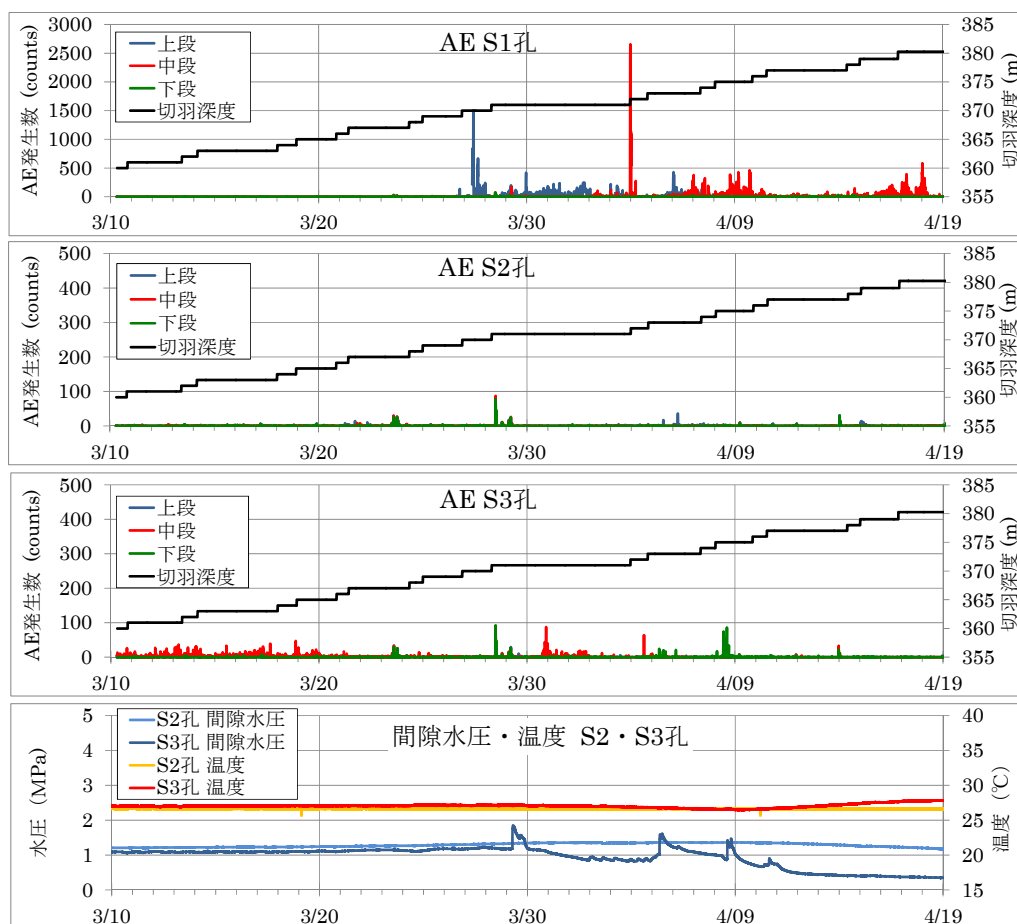 AE S1孔
AE発生数 (counts)
3000
2500
2000
1500
1000
500
0
上段
中段
下段
切羽深度
385
380
375
370
365
360
355
切羽深度 (m)
3/10 3/20 3/30 4/09 4/19
AE S2孔
AE発生数 (counts)
500
400
300
200
100
0
上段
中段
下段
切羽深度
385
380
375
370
365
360
355
切羽深度 (m)
3/10 3/20 3/30 4/09 4/19
AE S3孔
AE発生数 (counts)
500
400
300
200
100
0
上段
中段
下段
切羽深度
385
380
375
370
365
360
355
切羽深度 (m)
3/10 3/20 3/30 4/09 4/19
間隙水圧・温度 S2・S3孔
水圧 (MPa)
5
4
3
2
1
0
S2孔 間隙水圧
S3孔 間隙水圧
S2孔 温度
S3孔 温度
40
35
30
25
20
15
温度 (℃)
3/10 3/20 3/30 4/09 4/19